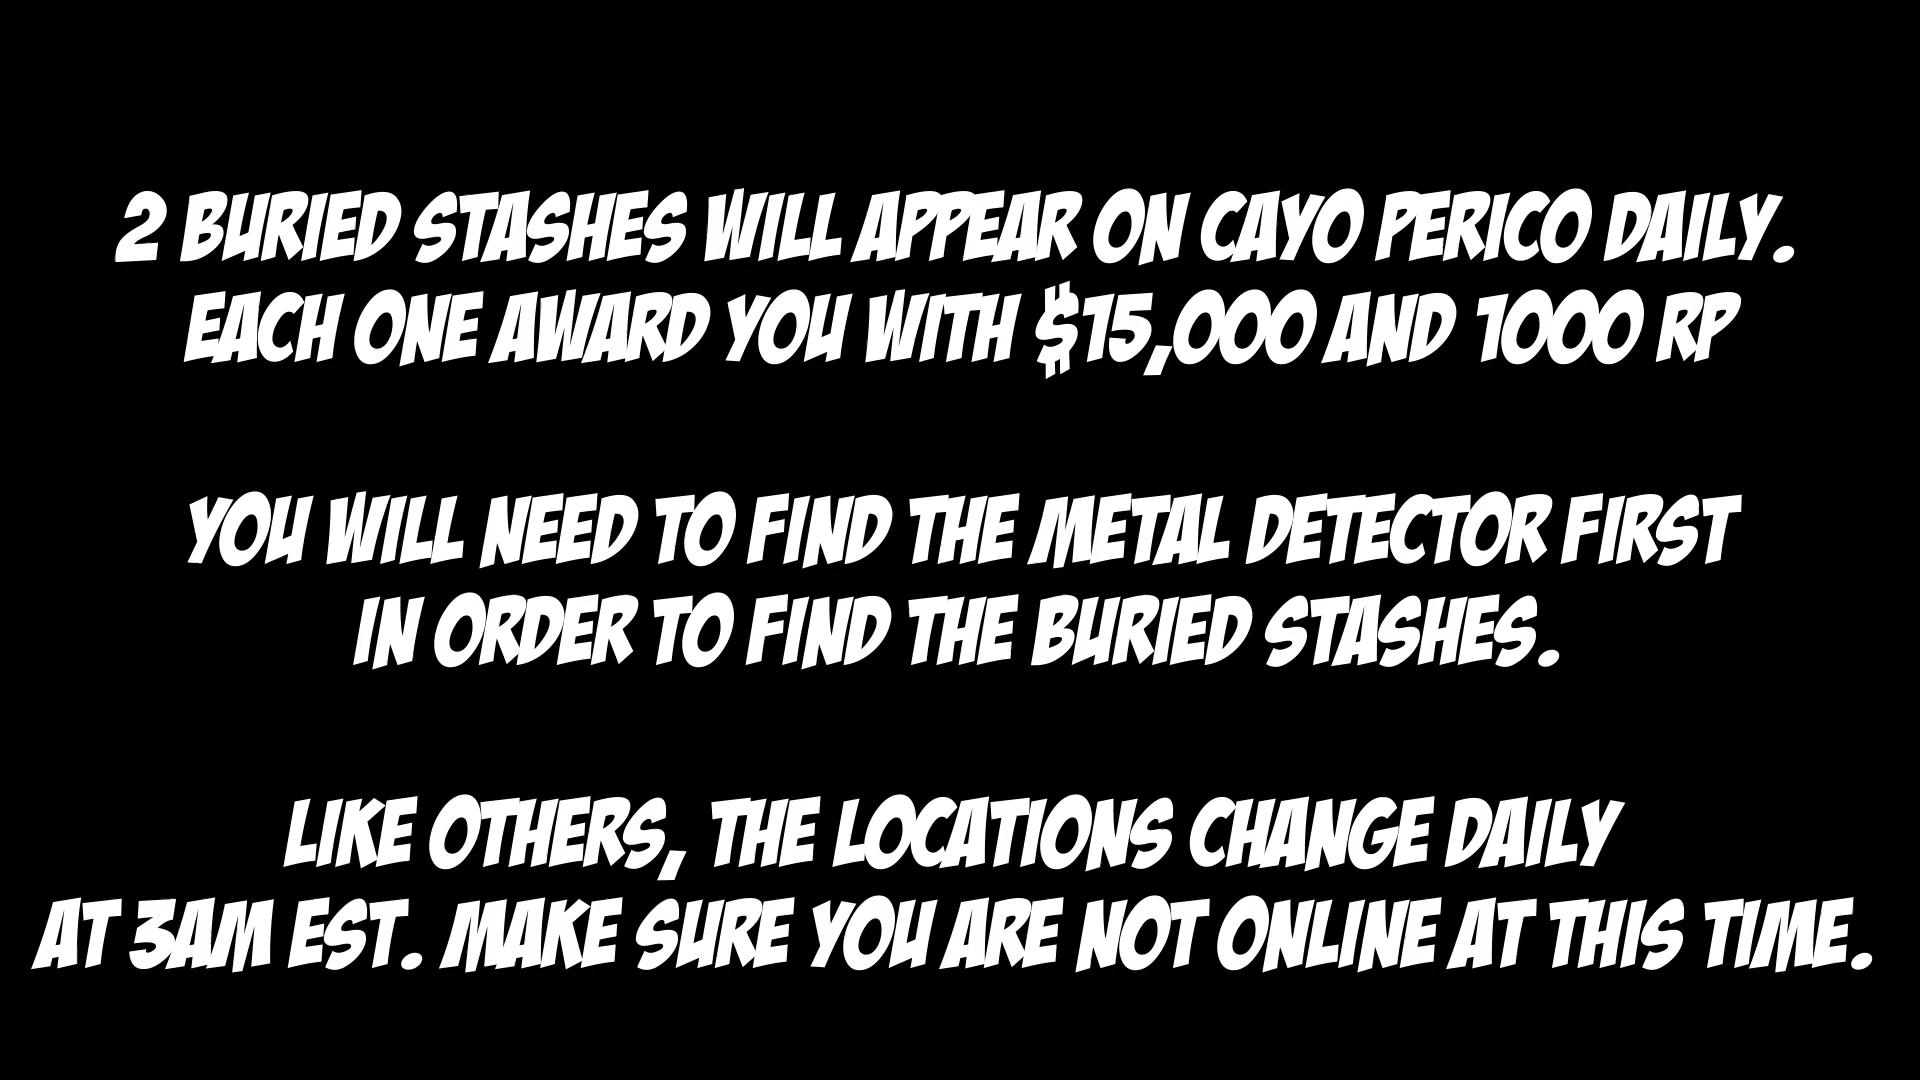 2 BURIED STASHES WILL APPEAR ON CAYO PERICO DAILY.
EACH ONE AWARD YOU WITH $15,000 AND 1000 RP
YOU WILL NEED TO FIND THE METAL DETECTOR FIRST
IN ORDER TO FIND THE BURIED STASHES.
LIKE OTHERS, THE LOCATIONS CHANGE DAILY
AT 3AM EST. MAKE SURE YOU ARE NOT ONLINE AT THIS TIME.